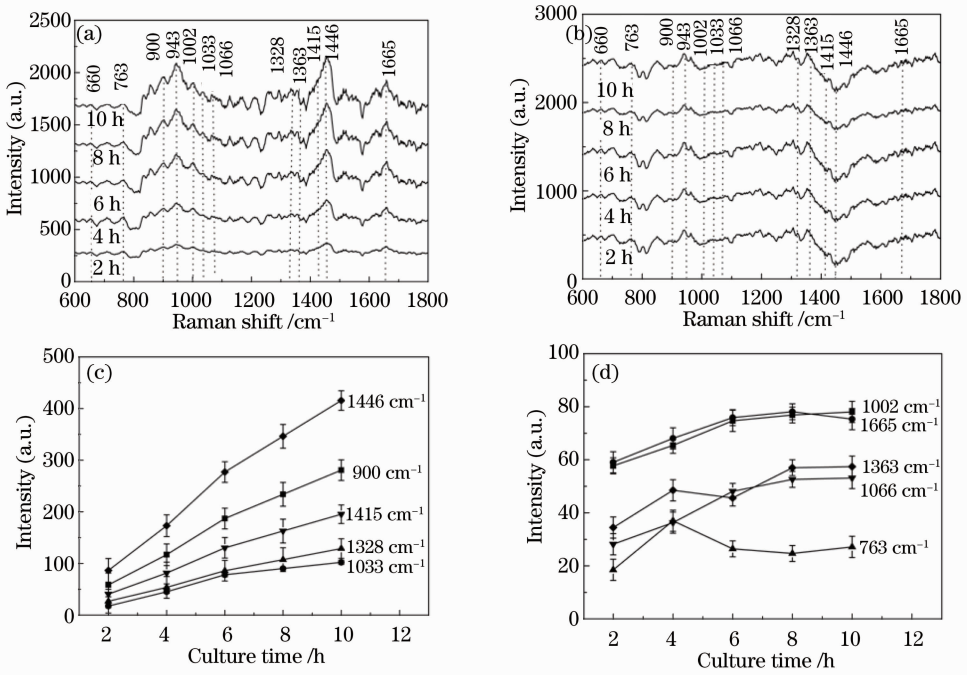 (a)
2500
2000
1500
1000
500
0
Intensity (a.u.)
660
763
900
943
1002
1033
1066
1328
1363
1415
1446
1665
10 h
8 h
6 h
4 h
2 h
600 800 1000 1200 1400 1600 1800
Raman shift /cm⁻¹
(b)
3000
2000
1000
0
Intensity (a.u.)
660
763
900
943
1002
1033
1066
1328
1363
1415
1446
1665
10 h
8 h
6 h
4 h
2 h
600 800 1000 1200 1400 1600 1800
Raman shift /cm⁻¹
(c)
500
400
300
200
100
0
Intensity (a.u.)
1446 cm⁻¹
900 cm⁻¹
1415 cm⁻¹
1328 cm⁻¹
1033 cm⁻¹
2 4 6 8 10 12
Culture time /h
(d)
100
80
60
40
20
0
Intensity (a.u.)
1002 cm⁻¹
1665 cm⁻¹
1363 cm⁻¹
1066 cm⁻¹
763 cm⁻¹
2 4 6 8 10 12
Culture time /h